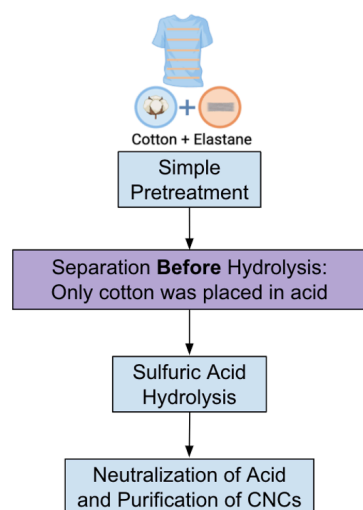 Cotton + Elastane
Simple
Pretreatment
Separation Before Hydrolysis:
Only cotton was placed in acid
Sulfuric Acid
Hydrolysis
Neutralization of Acid
and Purification of CNCs